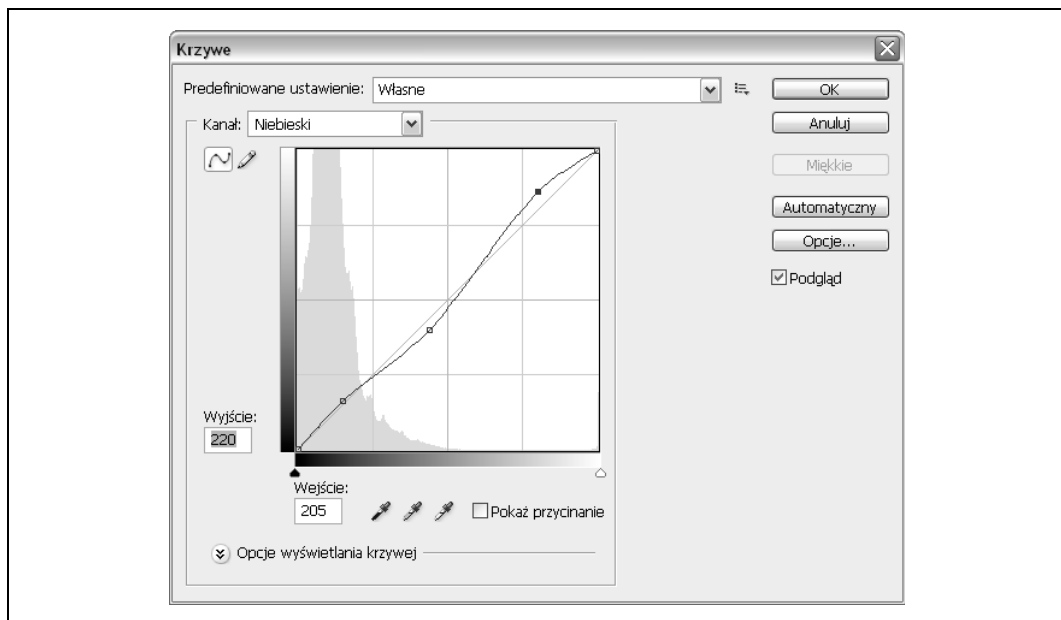 Krzywe
Predefiniowane ustawienie: Własne
OK
Kanał: Niebieski
Anuluj
Miękkie
Automatyczny
Opcje...
Podgląd
Wyjście:
220
Wejście:
205
Pokaż przycinanie
Opcje wyświetlania krzywej